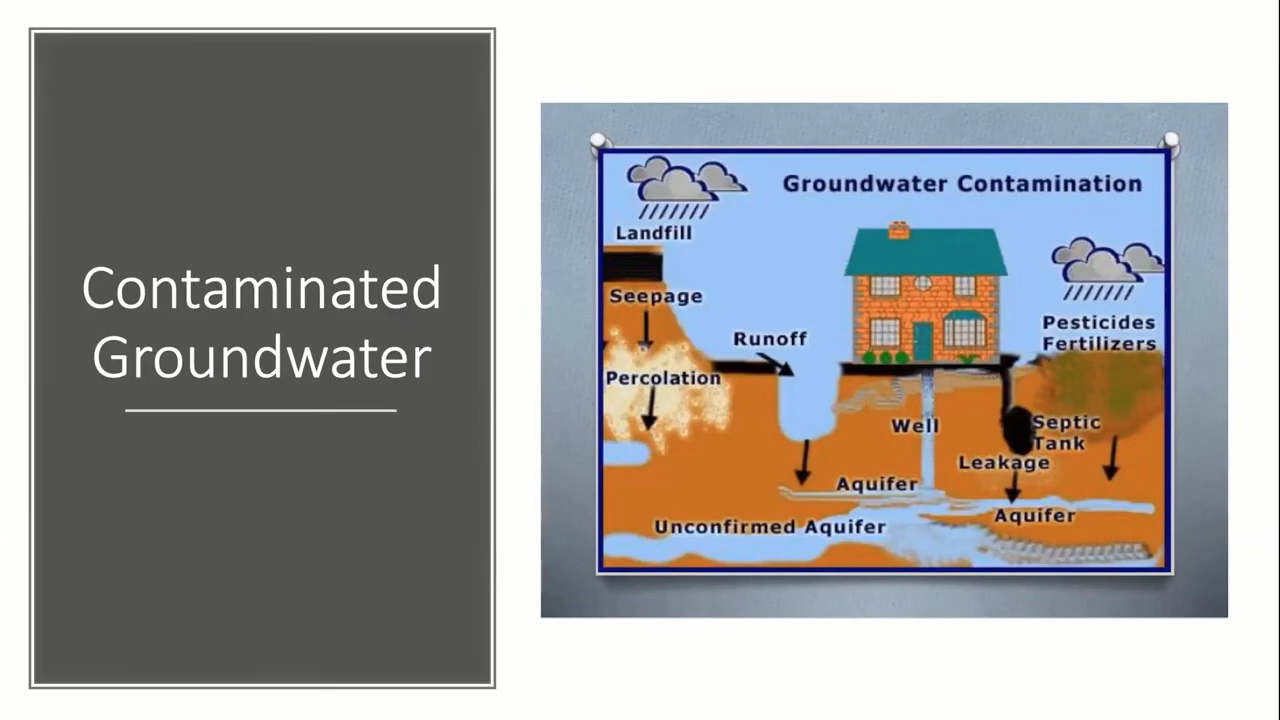 Contaminated
Groundwater
Groundwater Contamination
Landfill
Seepage
Runoff
Pesticides
Fertilizers
Percolation
Well
Septic
Tank
Leakage
Aquifer
Aquifer
Unconfirmed Aquifer